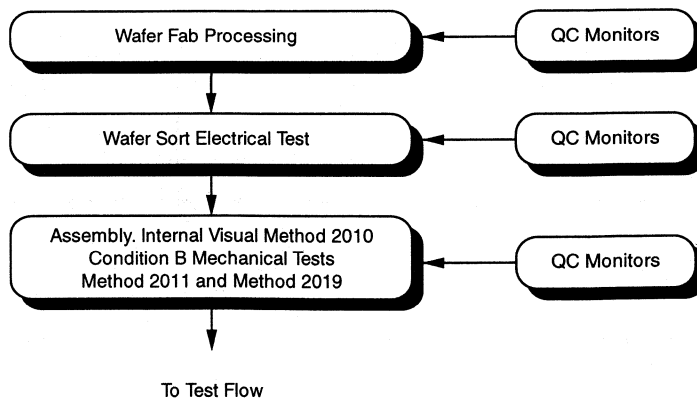 Wafer Fab Processing
QC Monitors
Wafer Sort Electrical Test
QC Monitors
Assembly. Internal Visual Method 2010
Condition B Mechanical Tests
Method 2011 and Method 2019
QC Monitors
To Test Flow